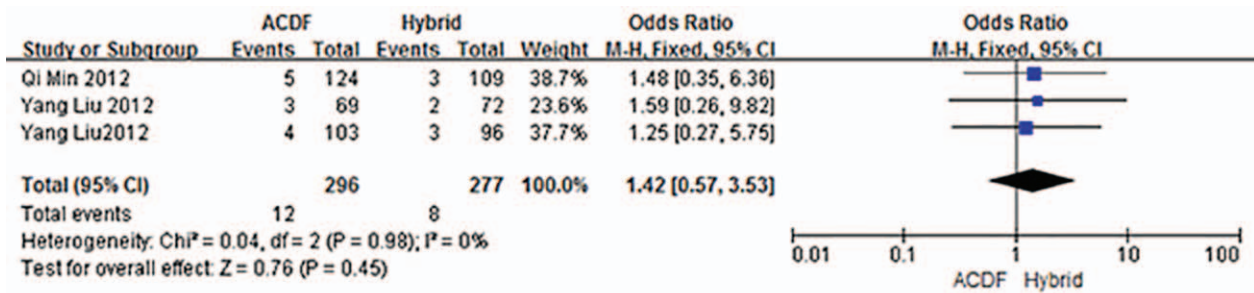 ACDF Hybrid Odds Ratio Odds Ratio
Study or Subgroup Events Total Events Total Weight M-H, Fixed, 95% CI M-H, Fixed, 95% CI
Qi Min 2012 5 124 3 109 38.7% 1.48 [0.35, 6.36]
Yang Liu 2012 3 69 2 72 23.6% 1.59 [0.26, 9.82]
Yang Liu2012 4 103 3 96 37.7% 1.25 [0.27, 5.75]
Total (95% CI) 296 277 100.0% 1.42 [0.57, 3.53]
Total events 12 8
Heterogeneity: Chi² = 0.04, df = 2 (P = 0.98); I² = 0%
Test for overall effect: Z = 0.76 (P = 0.45)
0.01 0.1 1 10 100
ACDF Hybrid